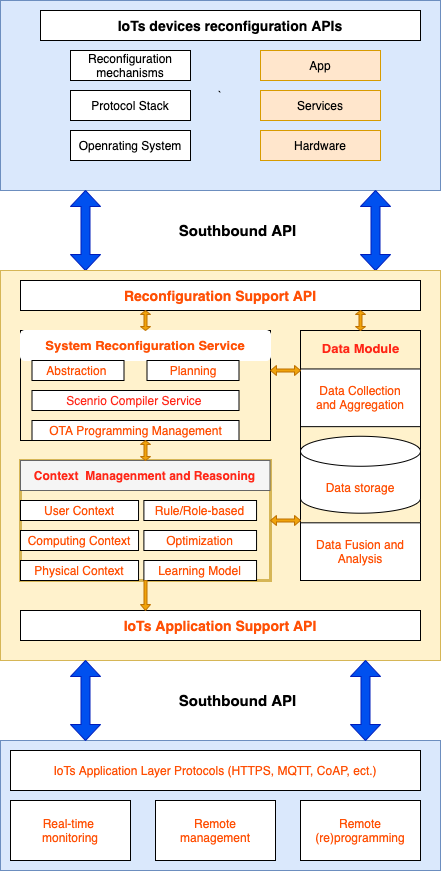 IoTs devices reconfiguration APIs
Reconfiguration
mechanisms
App
Protocol Stack
Services
Openrating System
Hardware
Southbound API
Reconfiguration Support API
System Reconfiguration Service
Data Module
Abstraction
Planning
Data Collection
and Aggregation
Scenrio Compiler Service
OTA Programming Management
Context Managenment and Reasoning
Data storage
User Context
Rule/Role-based
Computing Context
Optimization
Data Fusion and
Analysis
Physical Context
Learning Model
IoTs Application Support API
Southbound API
IoTs Application Layer Protocols (HTTPS, MQTT, CoAP, ect.)
Real-time
monitoring
Remote
management
Remote
(re)programming